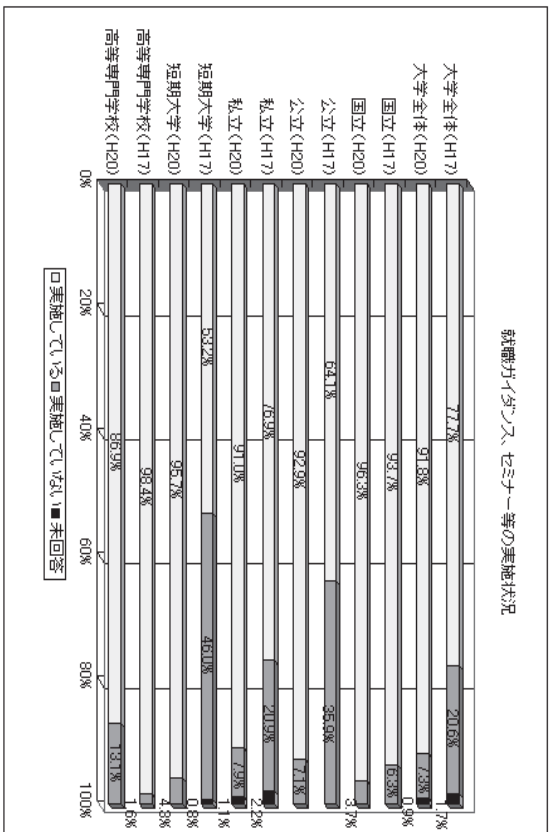 就職ガイダンス、セミナー等の実施状況
大学全体(H17) 77.7% 20.6% 1.7%
大学全体(H20) 91.8% 7.3% 0.9%
国立(H17) 93.7% 6.3%
国立(H20) 96.3% 3.7%
公立(H17) 64.1% 35.9%
公立(H20) 92.9% 7.1%
私立(H17) 76.9% 20.9% 2.2%
私立(H20) 91.0% 7.9% 1.1%
短期大学(H17) 53.2% 46.0% 0.8%
短期大学(H20) 95.7% 4.3%
高等専門学校(H17) 98.4% 1.6%
高等専門学校(H20) 86.9% 13.1%
0% 20% 40% 60% 80% 100%
□実施している ■実施していない ■未回答